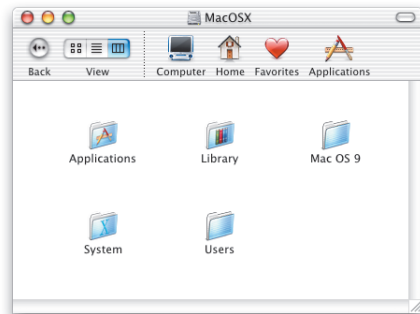 MacOSX
Back View Computer Home Favorites Applications
Applications Library Mac OS 9
System Users